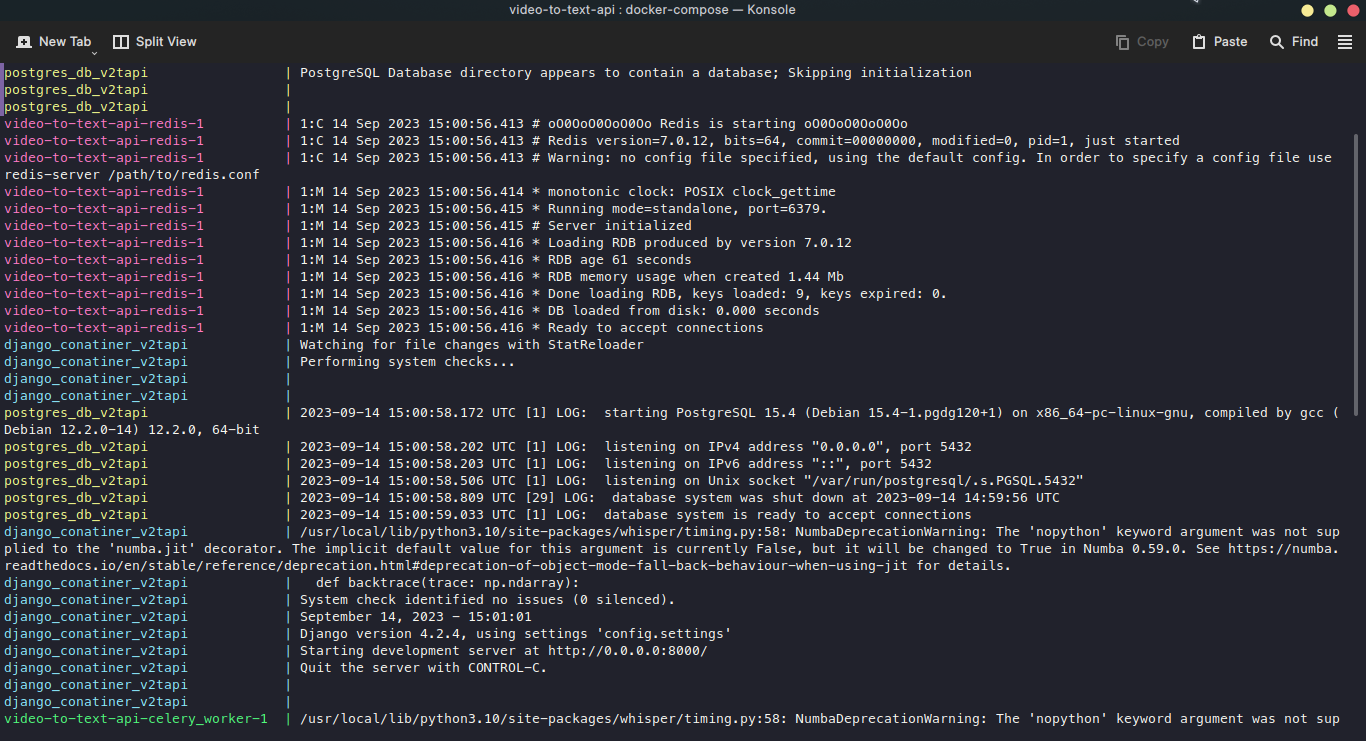 video-to-text-api : docker-compose — Konsole
New Tab
Split View
Copy
Paste
Find
postgres_db_v2tapi | PostgreSQL Database directory appears to contain a database; Skipping initialization
postgres_db_v2tapi |
postgres_db_v2tapi |
video-to-text-api-redis-1 | 1:C 14 Sep 2023 15:00:56.413 # oO0OoO0OoO0Oo Redis is starting oO0OoO0OoO0Oo
video-to-text-api-redis-1 | 1:C 14 Sep 2023 15:00:56.413 # Redis version=7.0.12, bits=64, commit=00000000, modified=0, pid=1, just started
video-to-text-api-redis-1 | 1:C 14 Sep 2023 15:00:56.413 # Warning: no config file specified, using the default config. In order to specify a config file use
redis-server /path/to/redis.conf
video-to-text-api-redis-1 | 1:M 14 Sep 2023 15:00:56.414 * monotonic clock: POSIX clock_gettime
video-to-text-api-redis-1 | 1:M 14 Sep 2023 15:00:56.415 * Running mode=standalone, port=6379.
video-to-text-api-redis-1 | 1:M 14 Sep 2023 15:00:56.415 # Server initialized
video-to-text-api-redis-1 | 1:M 14 Sep 2023 15:00:56.416 * Loading RDB produced by version 7.0.12
video-to-text-api-redis-1 | 1:M 14 Sep 2023 15:00:56.416 * RDB age 61 seconds
video-to-text-api-redis-1 | 1:M 14 Sep 2023 15:00:56.416 * RDB memory usage when created 1.44 Mb
video-to-text-api-redis-1 | 1:M 14 Sep 2023 15:00:56.416 * Done loading RDB, keys loaded: 9, keys expired: 0.
video-to-text-api-redis-1 | 1:M 14 Sep 2023 15:00:56.416 * DB loaded from disk: 0.000 seconds
video-to-text-api-redis-1 | 1:M 14 Sep 2023 15:00:56.416 * Ready to accept connections
django_conatiner_v2tapi | Watching for file changes with StatReloader
django_conatiner_v2tapi | Performing system checks...
django_conatiner_v2tapi |
django_conatiner_v2tapi |
postgres_db_v2tapi | 2023-09-14 15:00:58.172 UTC [1] LOG:  starting PostgreSQL 15.4 (Debian 15.4-1.pgdg120+1) on x86_64-pc-linux-gnu, compiled by gcc (
Debian 12.2.0-14) 12.2.0, 64-bit
postgres_db_v2tapi | 2023-09-14 15:00:58.202 UTC [1] LOG:  listening on IPv4 address "0.0.0.0", port 5432
postgres_db_v2tapi | 2023-09-14 15:00:58.203 UTC [1] LOG:  listening on IPv6 address "::", port 5432
postgres_db_v2tapi | 2023-09-14 15:00:58.506 UTC [1] LOG:  listening on Unix socket "/var/run/postgresql/.s.PGSQL.5432"
postgres_db_v2tapi | 2023-09-14 15:00:58.809 UTC [29] LOG:  database system was shut down at 2023-09-14 14:59:56 UTC
postgres_db_v2tapi | 2023-09-14 15:00:59.033 UTC [1] LOG:  database system is ready to accept connections
django_conatiner_v2tapi | /usr/local/lib/python3.10/site-packages/whisper/timing.py:58: NumbaDeprecationWarning: The 'nopython' keyword argument was not sup
plied to the 'numba.jit' decorator. The implicit default value for this argument is currently False, but it will be changed to True in Numba 0.59.0. See https://numba.
readthedocs.io/en/stable/reference/deprecation.html#deprecation-of-object-mode-fall-back-behaviour-when-using-jit for details.
django_conatiner_v2tapi |   def backtrace(trace: np.ndarray):
django_conatiner_v2tapi | System check identified no issues (0 silenced).
django_conatiner_v2tapi | September 14, 2023 - 15:01:01
django_conatiner_v2tapi | Django version 4.2.4, using settings 'config.settings'
django_conatiner_v2tapi | Starting development server at http://0.0.0.0:8000/
django_conatiner_v2tapi | Quit the server with CONTROL-C.
django_conatiner_v2tapi |
django_conatiner_v2tapi |
video-to-text-api-celery_worker-1 | /usr/local/lib/python3.10/site-packages/whisper/timing.py:58: NumbaDeprecationWarning: The 'nopython' keyword argument was not sup